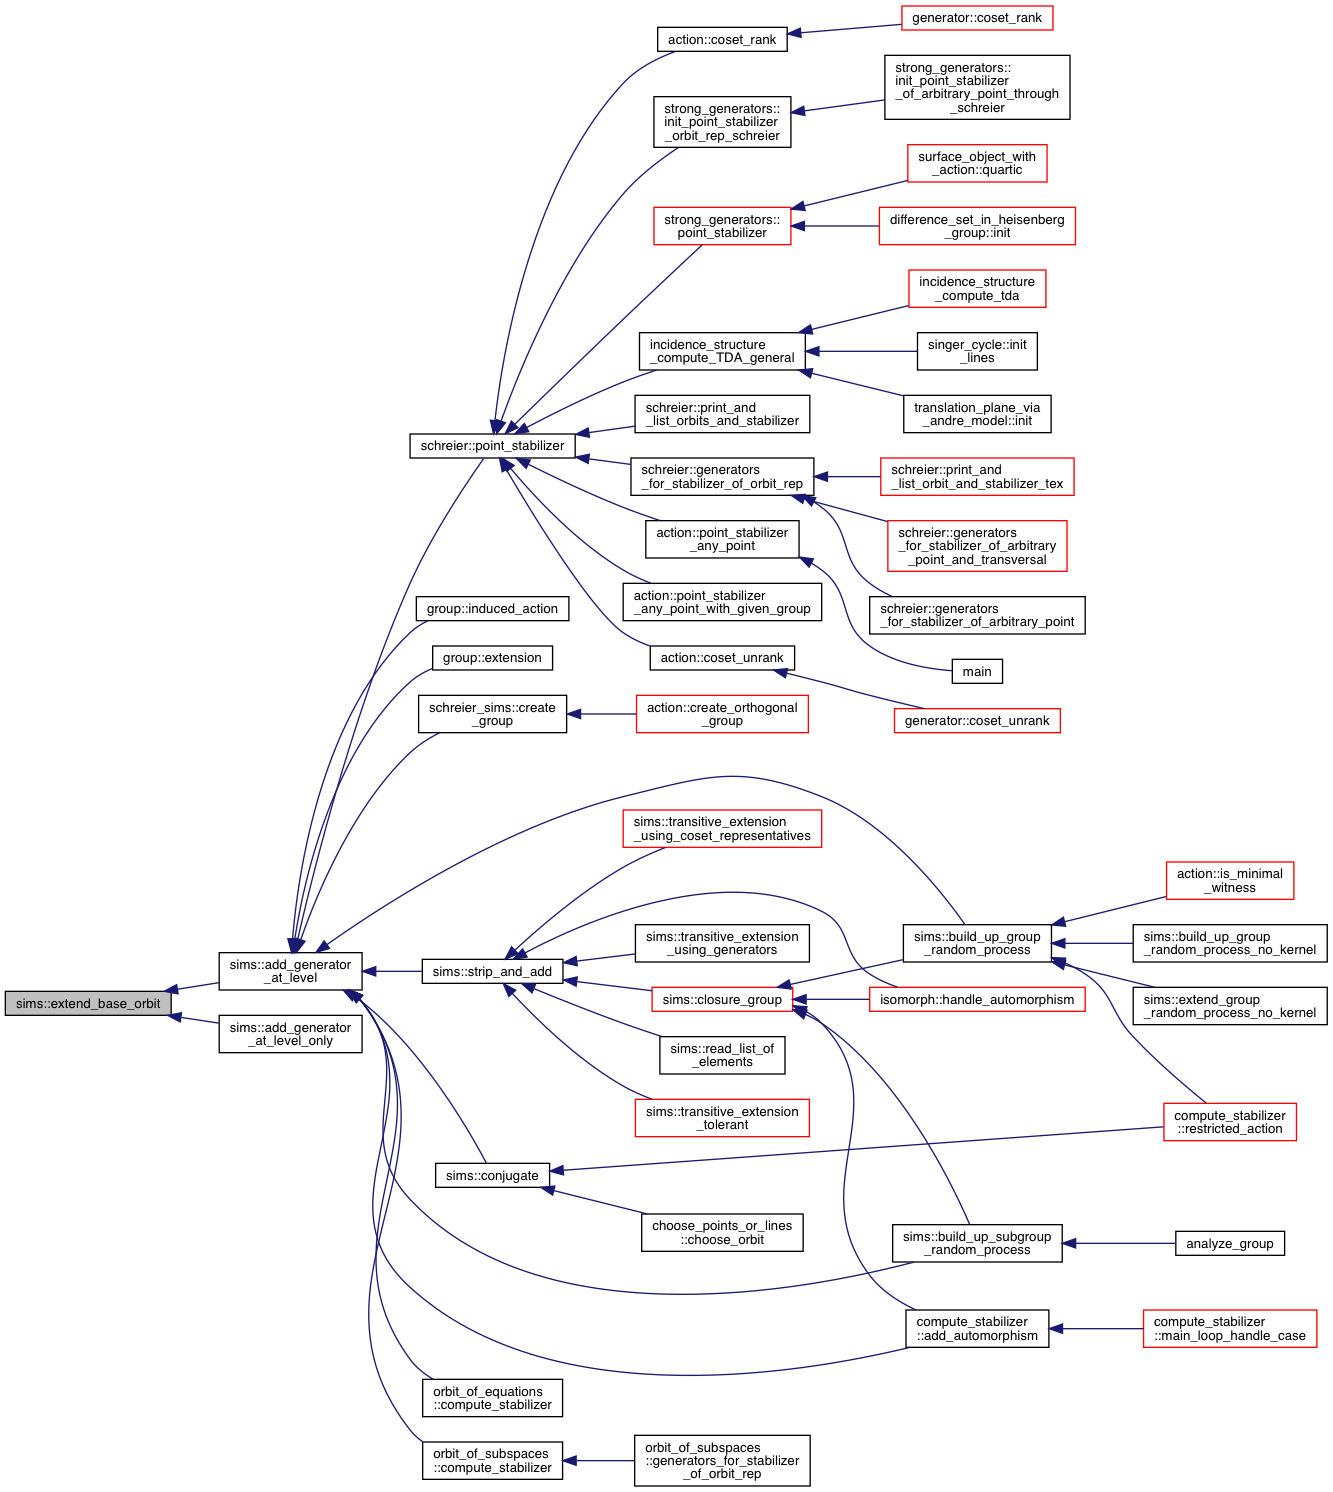 generator::coset_rank
action::coset_rank
strong_generators::
init_point_stabilizer
_of_arbitrary_point_through
_schreier
strong_generators::
init_point_stabilizer
_orbit_rep_schreier
surface_object_with
_action::quartic
strong_generators::
point_stabilizer
difference_set_in_heisenberg
_group::init
incidence_structure
_compute_tda
incidence_structure
_compute_TDA_general
singer_cycle::init
_lines
translation_plane_via
_andre_model::init
schreier::print_and
_list_orbits_and_stabilizer
schreier::point_stabilizer
schreier::generators
_for_stabilizer_of_orbit_rep
schreier::print_and
_list_orbit_and_stabilizer_tex
action::point_stabilizer
_any_point
schreier::generators
_for_stabilizer_of_arbitrary
_point_and_transversal
action::point_stabilizer
_any_point_with_given_group
schreier::generators
_for_stabilizer_of_arbitrary_point
group::induced_action
group::extension
action::coset_unrank
main
schreier_sims::create
_group
action::create_orthogonal
_group
generator::coset_unrank
sims::transitive_extension
_using_coset_representatives
action::is_minimal
_witness
sims::transitive_extension
_using_generators
sims::build_up_group
_random_process
sims::build_up_group
_random_process_no_kernel
sims::add_generator
_at_level
sims::strip_and_add
sims::extend_base_orbit
sims::closure_group
isomorph::handle_automorphism
sims::extend_group
_random_process_no_kernel
sims::add_generator
_at_level_only
sims::read_list_of
_elements
sims::transitive_extension
_tolerant
compute_stabilizer
::restricted_action
sims::conjugate
choose_points_or_lines
::choose_orbit
sims::build_up_subgroup
_random_process
analyze_group
compute_stabilizer
::add_automorphism
compute_stabilizer
::main_loop_handle_case
orbit_of_equations
::compute_stabilizer
orbit_of_subspaces
::compute_stabilizer
orbit_of_subspaces
::generators_for_stabilizer
_of_orbit_rep